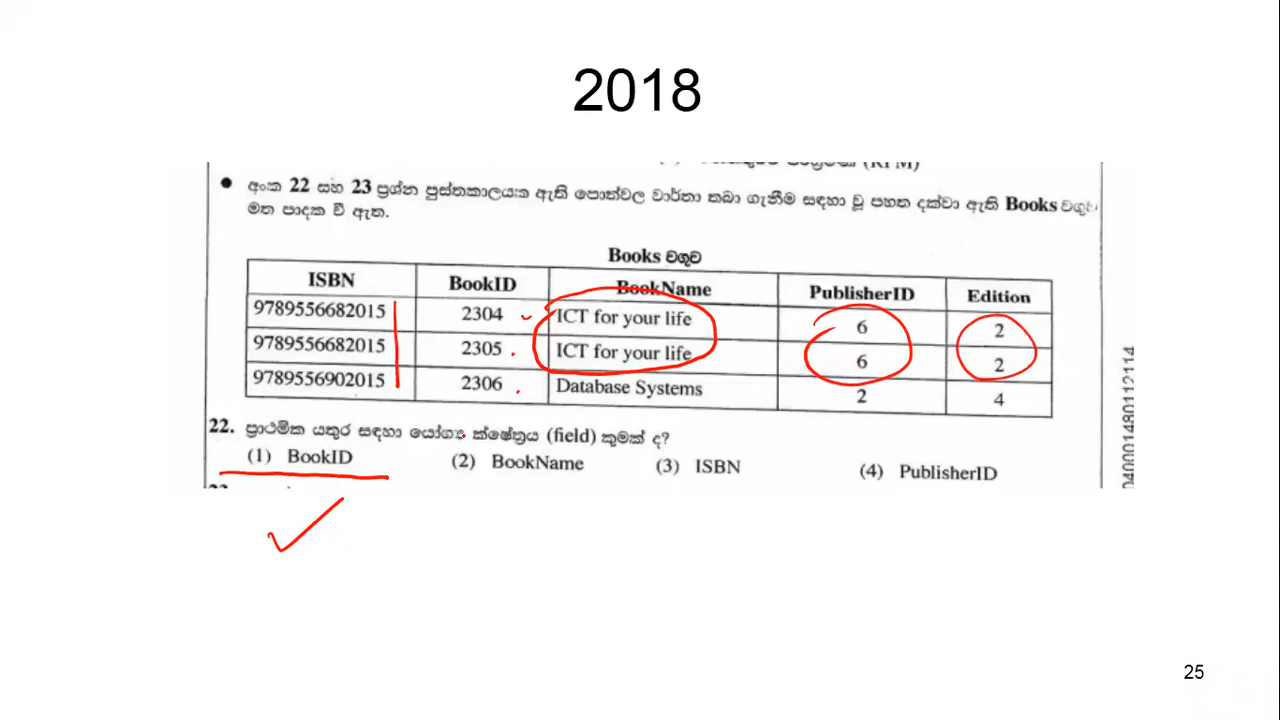 2018
● අංක 22 සහ 23 ප්‍රශ්න පුස්තකාලයක ඇති පොත්වල වාර්තා තබා ගැනීම සඳහා වූ පහත දක්වා ඇති Books වගුව
මත පාදක වී ඇත.
Books වගුව
ISBN BookID BookName PublisherID Edition
9789556682015 2304 ICT for your life 6 2
9789556682015 2305 ICT for your life 6 2
9789556902015 2306 Database Systems 2 4
22. ප්‍රාථමික යතුර සඳහා යෝග්‍ය ක්ෂේත්‍රය (field) කුමක් ද?
(1) BookID (2) BookName (3) ISBN (4) PublisherID
040001480112114
25